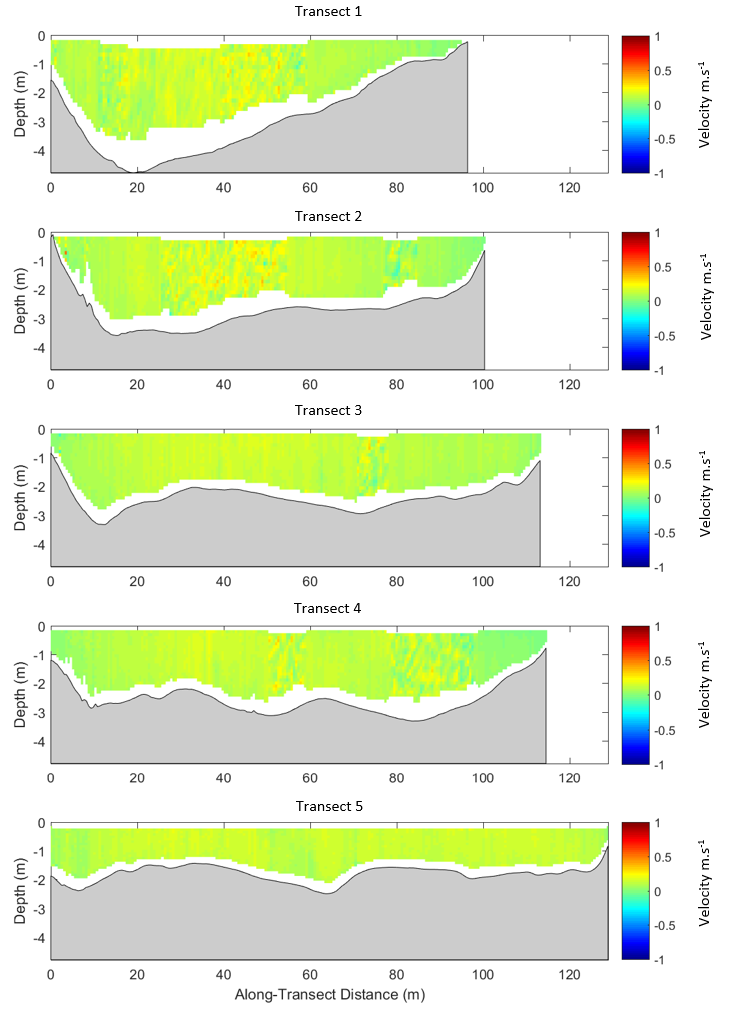 Transect 1
0
-1
-2
-3
-4
Depth (m)
0 20 40 60 80 100 120
1
0.5
0
-0.5
-1
Velocity m.s⁻¹
Transect 2
0
-1
-2
-3
-4
Depth (m)
0 20 40 60 80 100 120
1
0.5
0
-0.5
-1
Velocity m.s⁻¹
Transect 3
0
-1
-2
-3
-4
Depth (m)
0 20 40 60 80 100 120
1
0.5
0
-0.5
-1
Velocity m.s⁻¹
Transect 4
0
-1
-2
-3
-4
Depth (m)
0 20 40 60 80 100 120
1
0.5
0
-0.5
-1
Velocity m.s⁻¹
Transect 5
0
-1
-2
-3
-4
Depth (m)
0 20 40 60 80 100 120
Along-Transect Distance (m)
1
0.5
0
-0.5
-1
Velocity m.s⁻¹